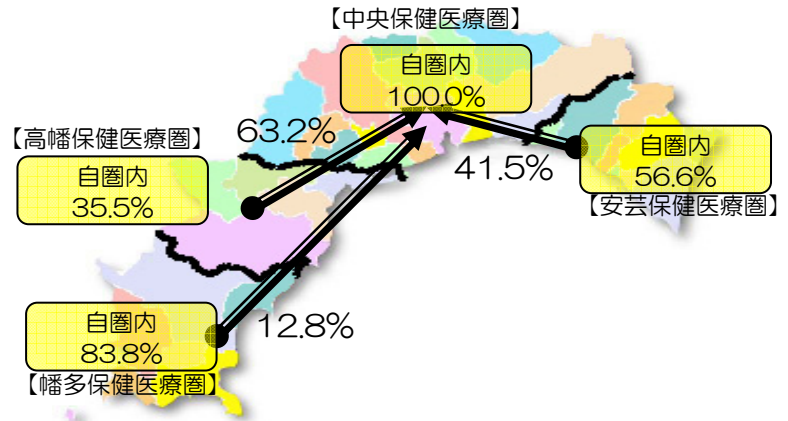 【中央保健医療圏】
自圏内
100.0%
【高幡保健医療圏】
63.2%
自圏内
35.5%
41.5%
自圏内
56.6%
【安芸保健医療圏】
自圏内
83.8%
12.8%
【幡多保健医療圏】